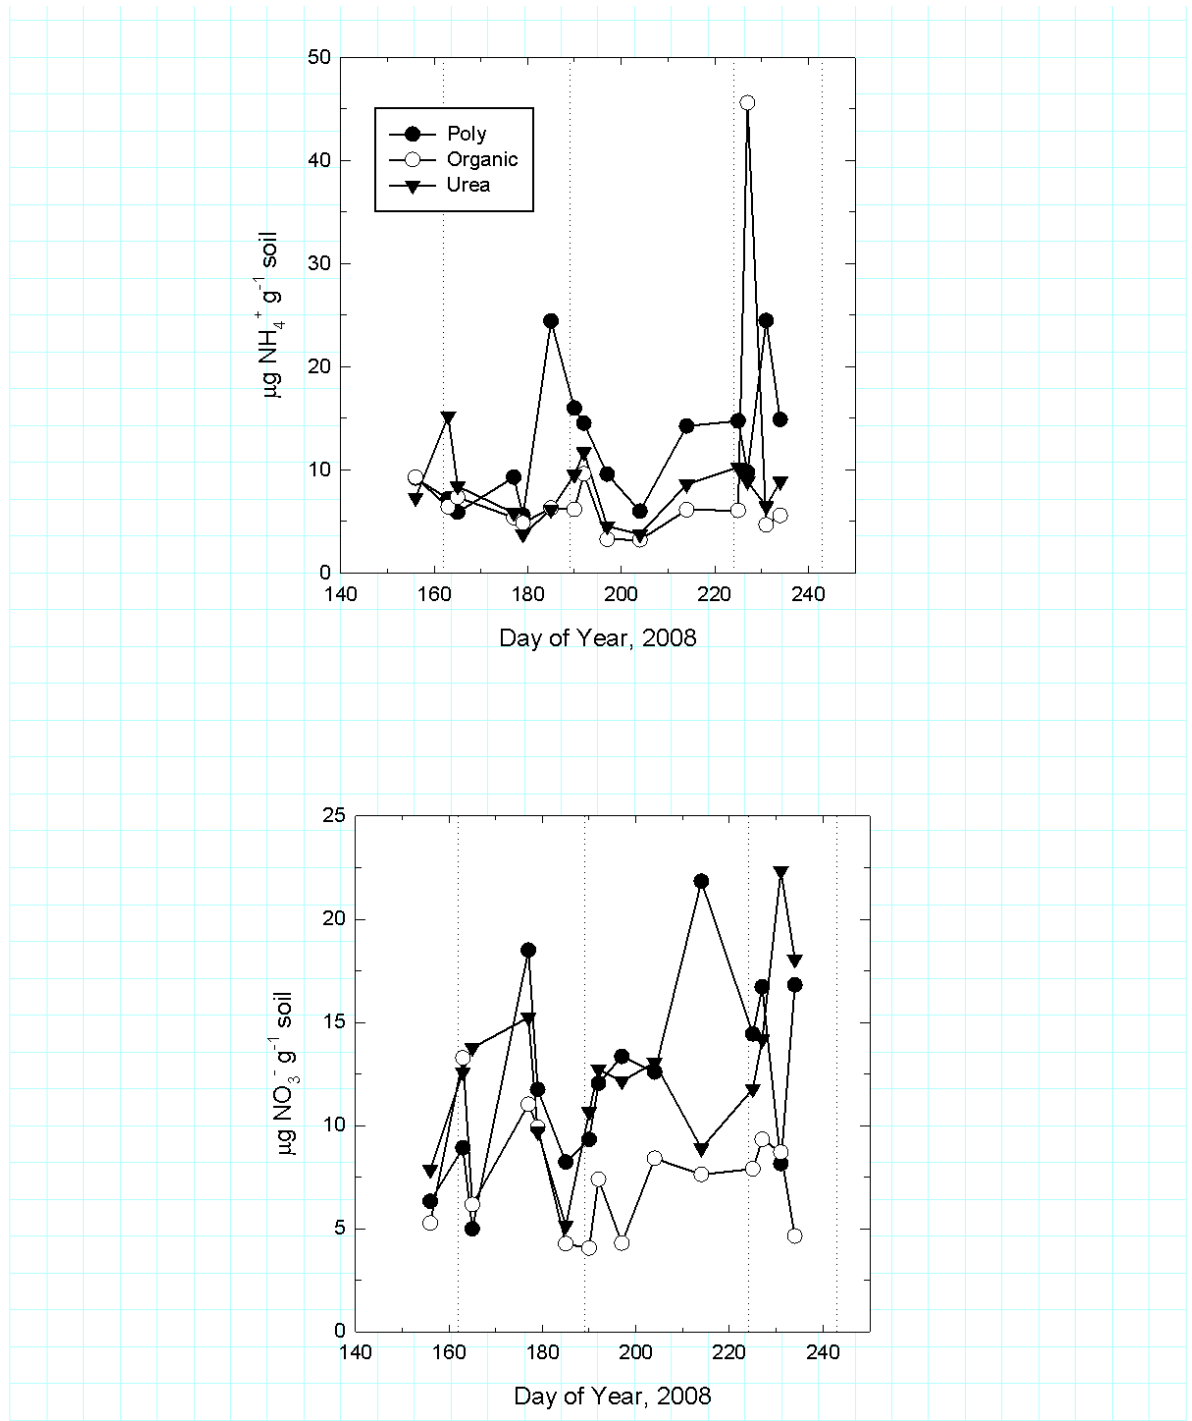 50
40
30
20
10
0
Poly
Organic
Urea
μg NH₄⁺ g⁻¹ soil
140 160 180 200 220 240
Day of Year, 2008
25
20
15
10
5
0
μg NO₃⁻ g⁻¹ soil
140 160 180 200 220 240
Day of Year, 2008